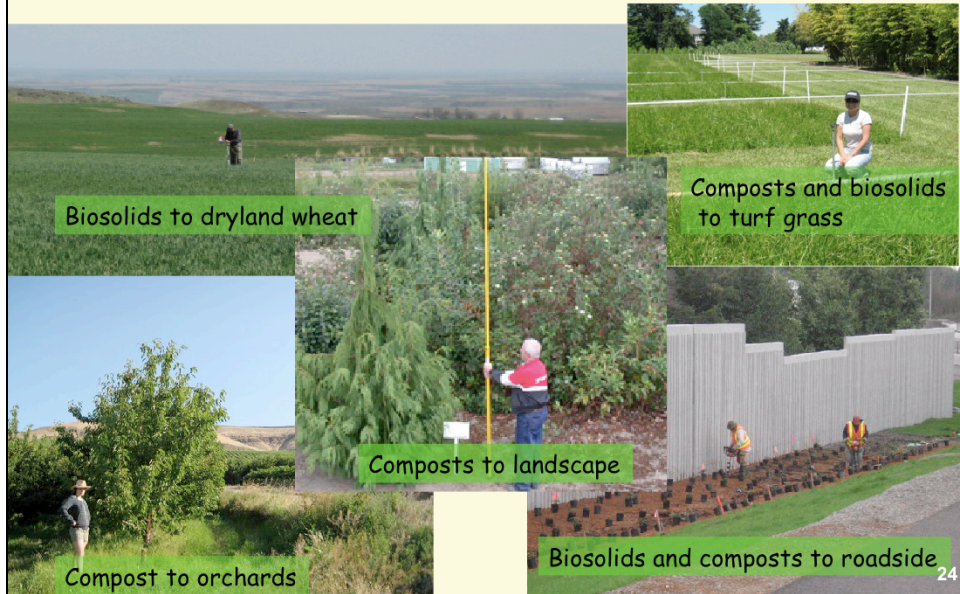 Biosolids to dryland wheat
Composts and biosolids
to turf grass
Composts to landscape
Compost to orchards
Biosolids and composts to roadside
24